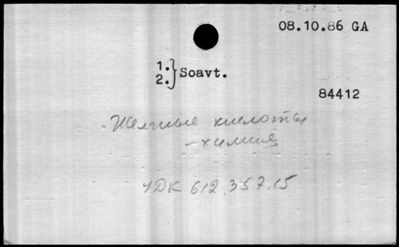 08.10.86 GA
1.
2. } Soavt.
84412
Желчные кислоты
- химия
УДК 612.357.15